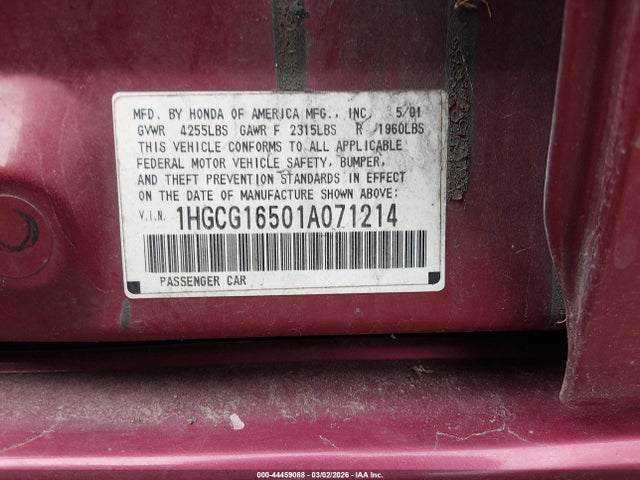 MFD. BY HONDA OF AMERICA MFG., INC. 5/01
GVWR 4255LBS GAWR F 2315LBS R 1960LBS
THIS VEHICLE CONFORMS TO ALL APPLICABLE
FEDERAL MOTOR VEHICLE SAFETY, BUMPER,
AND THEFT PREVENTION STANDARDS IN EFFECT
ON THE DATE OF MANUFACTURE SHOWN ABOVE:
V.I.N. 1HGCG16501A071214
PASSENGER CAR
000-44459088 | 03/02/2026 | IAA Inc.